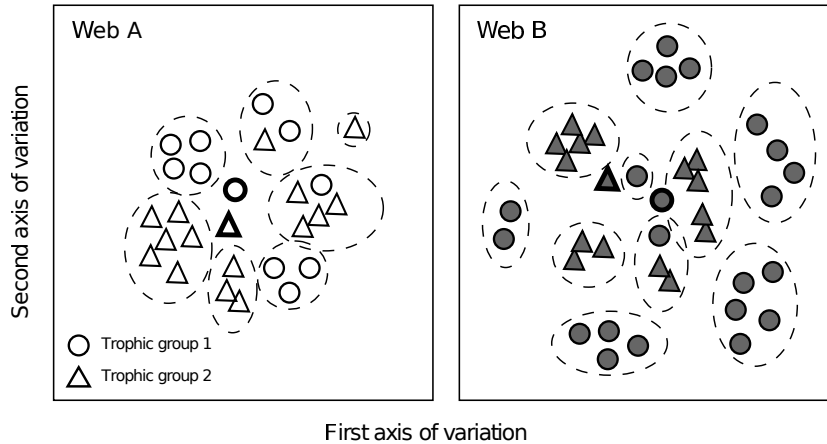 Web A
Web B
Second axis of variation
Trophic group 1
Trophic group 2
First axis of variation